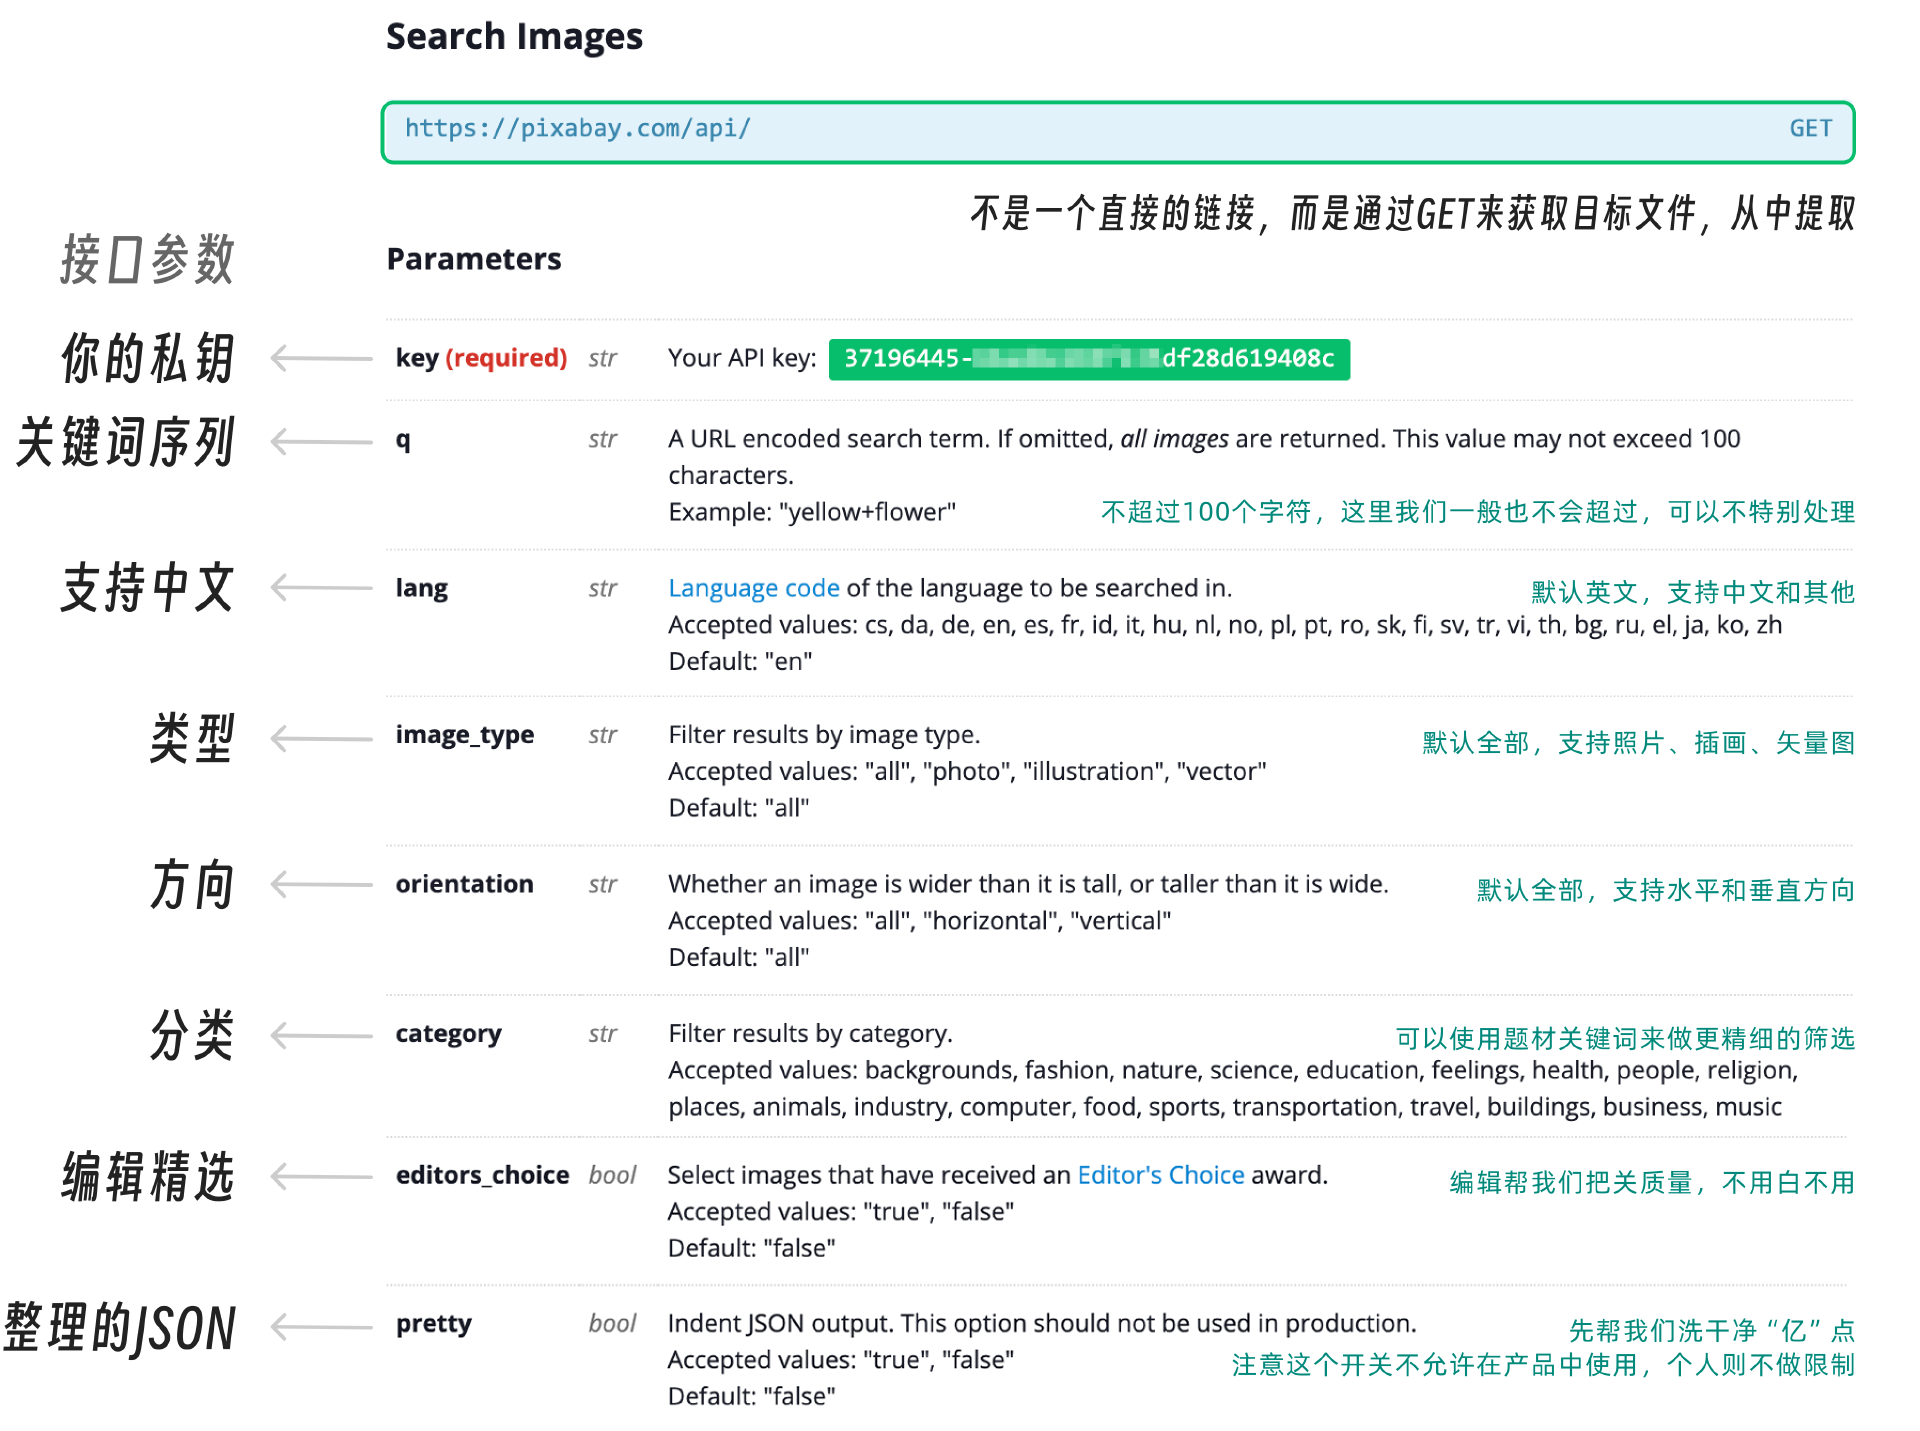 Search Images
https://pixabay.com/api/ GET
不是一个直接的链接，而是通过GET来获取目标文件，从中提取
接口参数
Parameters
你的私钥
key (required) str Your API key: 37196445- df28d619408c
关键词序列
q str A URL encoded search term. If omitted, all images are returned. This value may not exceed 100
characters.
Example: "yellow+flower"
不超过100个字符，这里我们一般也不会超过，可以不特别处理
支持中文
lang str Language code of the language to be searched in.
默认英文，支持中文和其他
Accepted values: cs, da, de, en, es, fr, id, it, hu, nl, no, pl, pt, ro, sk, fi, sv, tr, vi, th, bg, ru, el, ja, ko, zh
Default: "en"
类型
image_type str Filter results by image type.
默认全部，支持照片、插画、矢量图
Accepted values: "all", "photo", "illustration", "vector"
Default: "all"
方向
orientation str Whether an image is wider than it is tall, or taller than it is wide.
默认全部，支持水平和垂直方向
Accepted values: "all", "horizontal", "vertical"
Default: "all"
分类
category str Filter results by category.
可以使用题材关键词来做更精细的筛选
Accepted values: backgrounds, fashion, nature, science, education, feelings, health, people, religion,
places, animals, industry, computer, food, sports, transportation, travel, buildings, business, music
编辑精选
editors_choice bool Select images that have received an Editor's Choice award.
编辑帮我们把关质量，不用白不用
Accepted values: "true", "false"
Default: "false"
整理的JSON
pretty bool Indent JSON output. This option should not be used in production.
先帮我们洗干净“亿”点
Accepted values: "true", "false"
注意这个开关不允许在产品中使用，个人则不做限制
Default: "false"